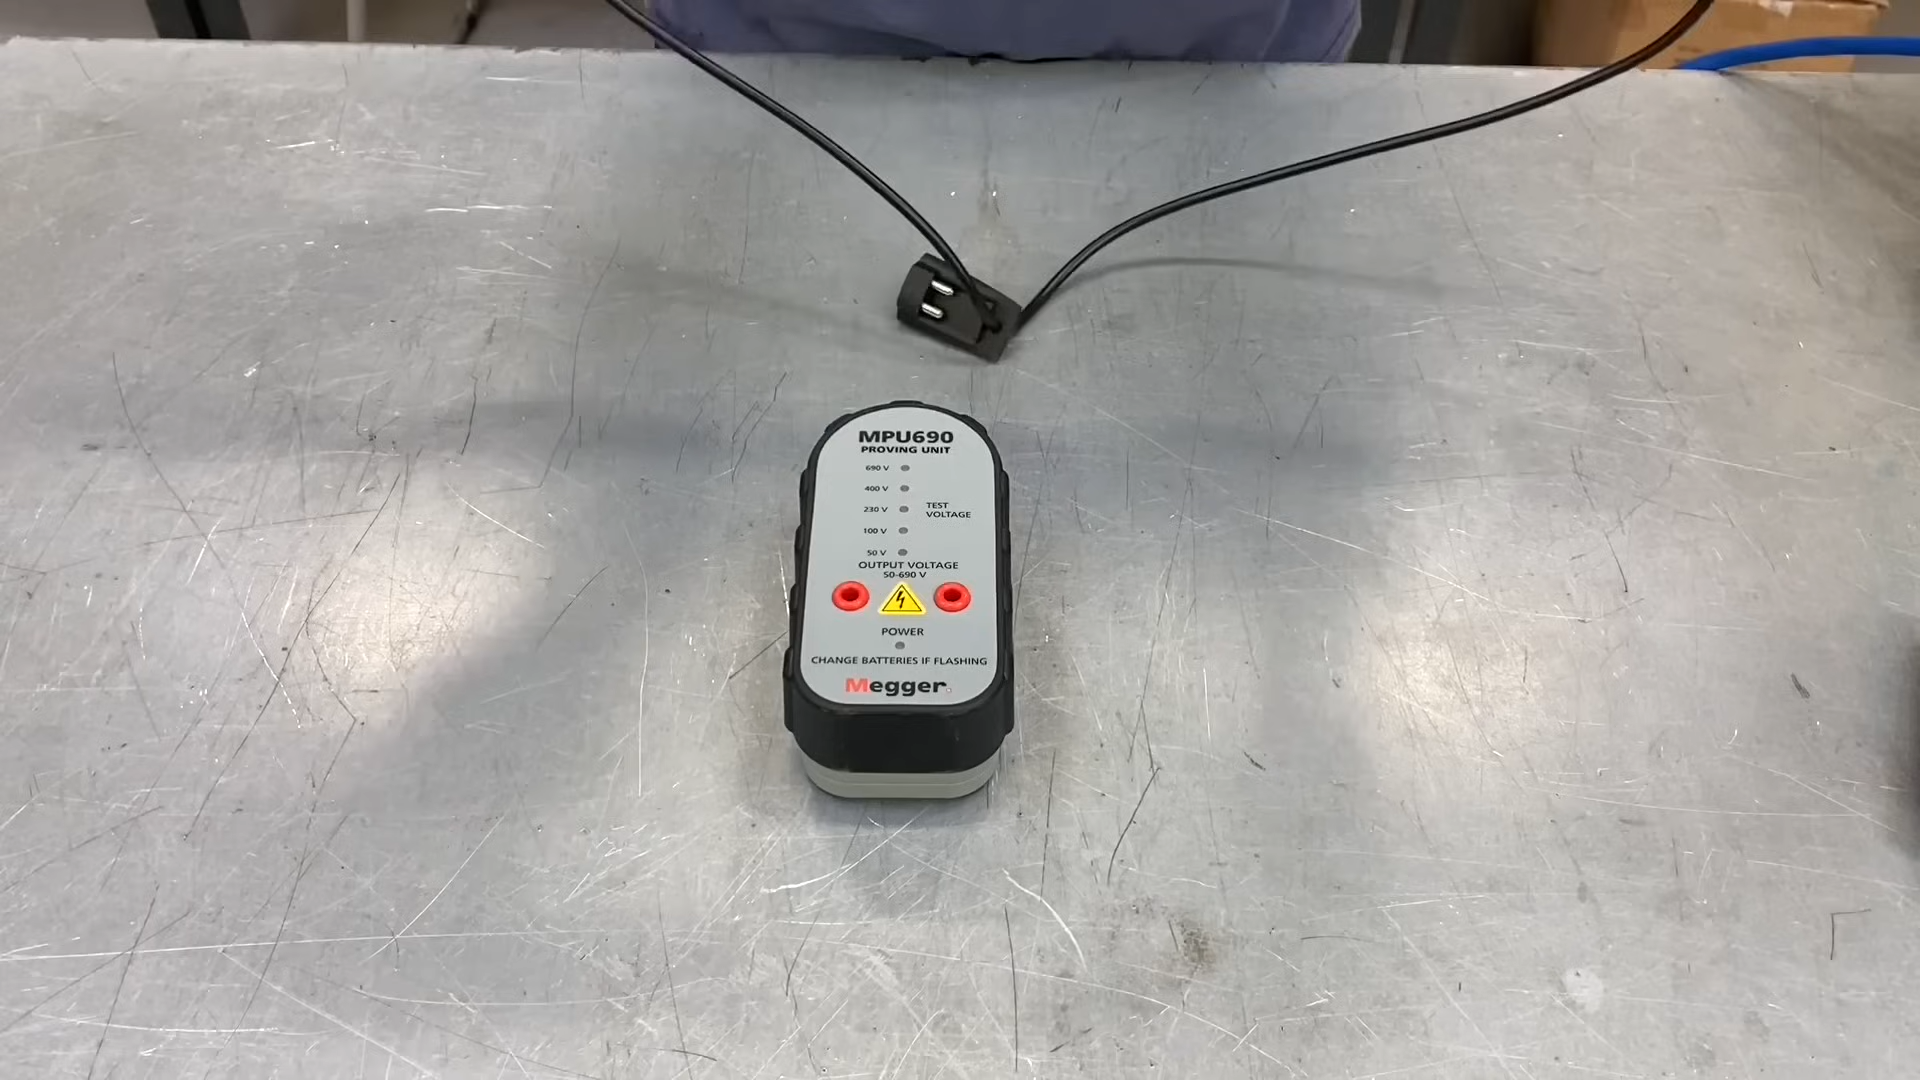 MPU690
PROVING UNIT
690 V
400 V
230 V
TEST
VOLTAGE
100 V
50 V
OUTPUT VOLTAGE
50-690 V
POWER
CHANGE BATTERIES IF FLASHING
Megger.